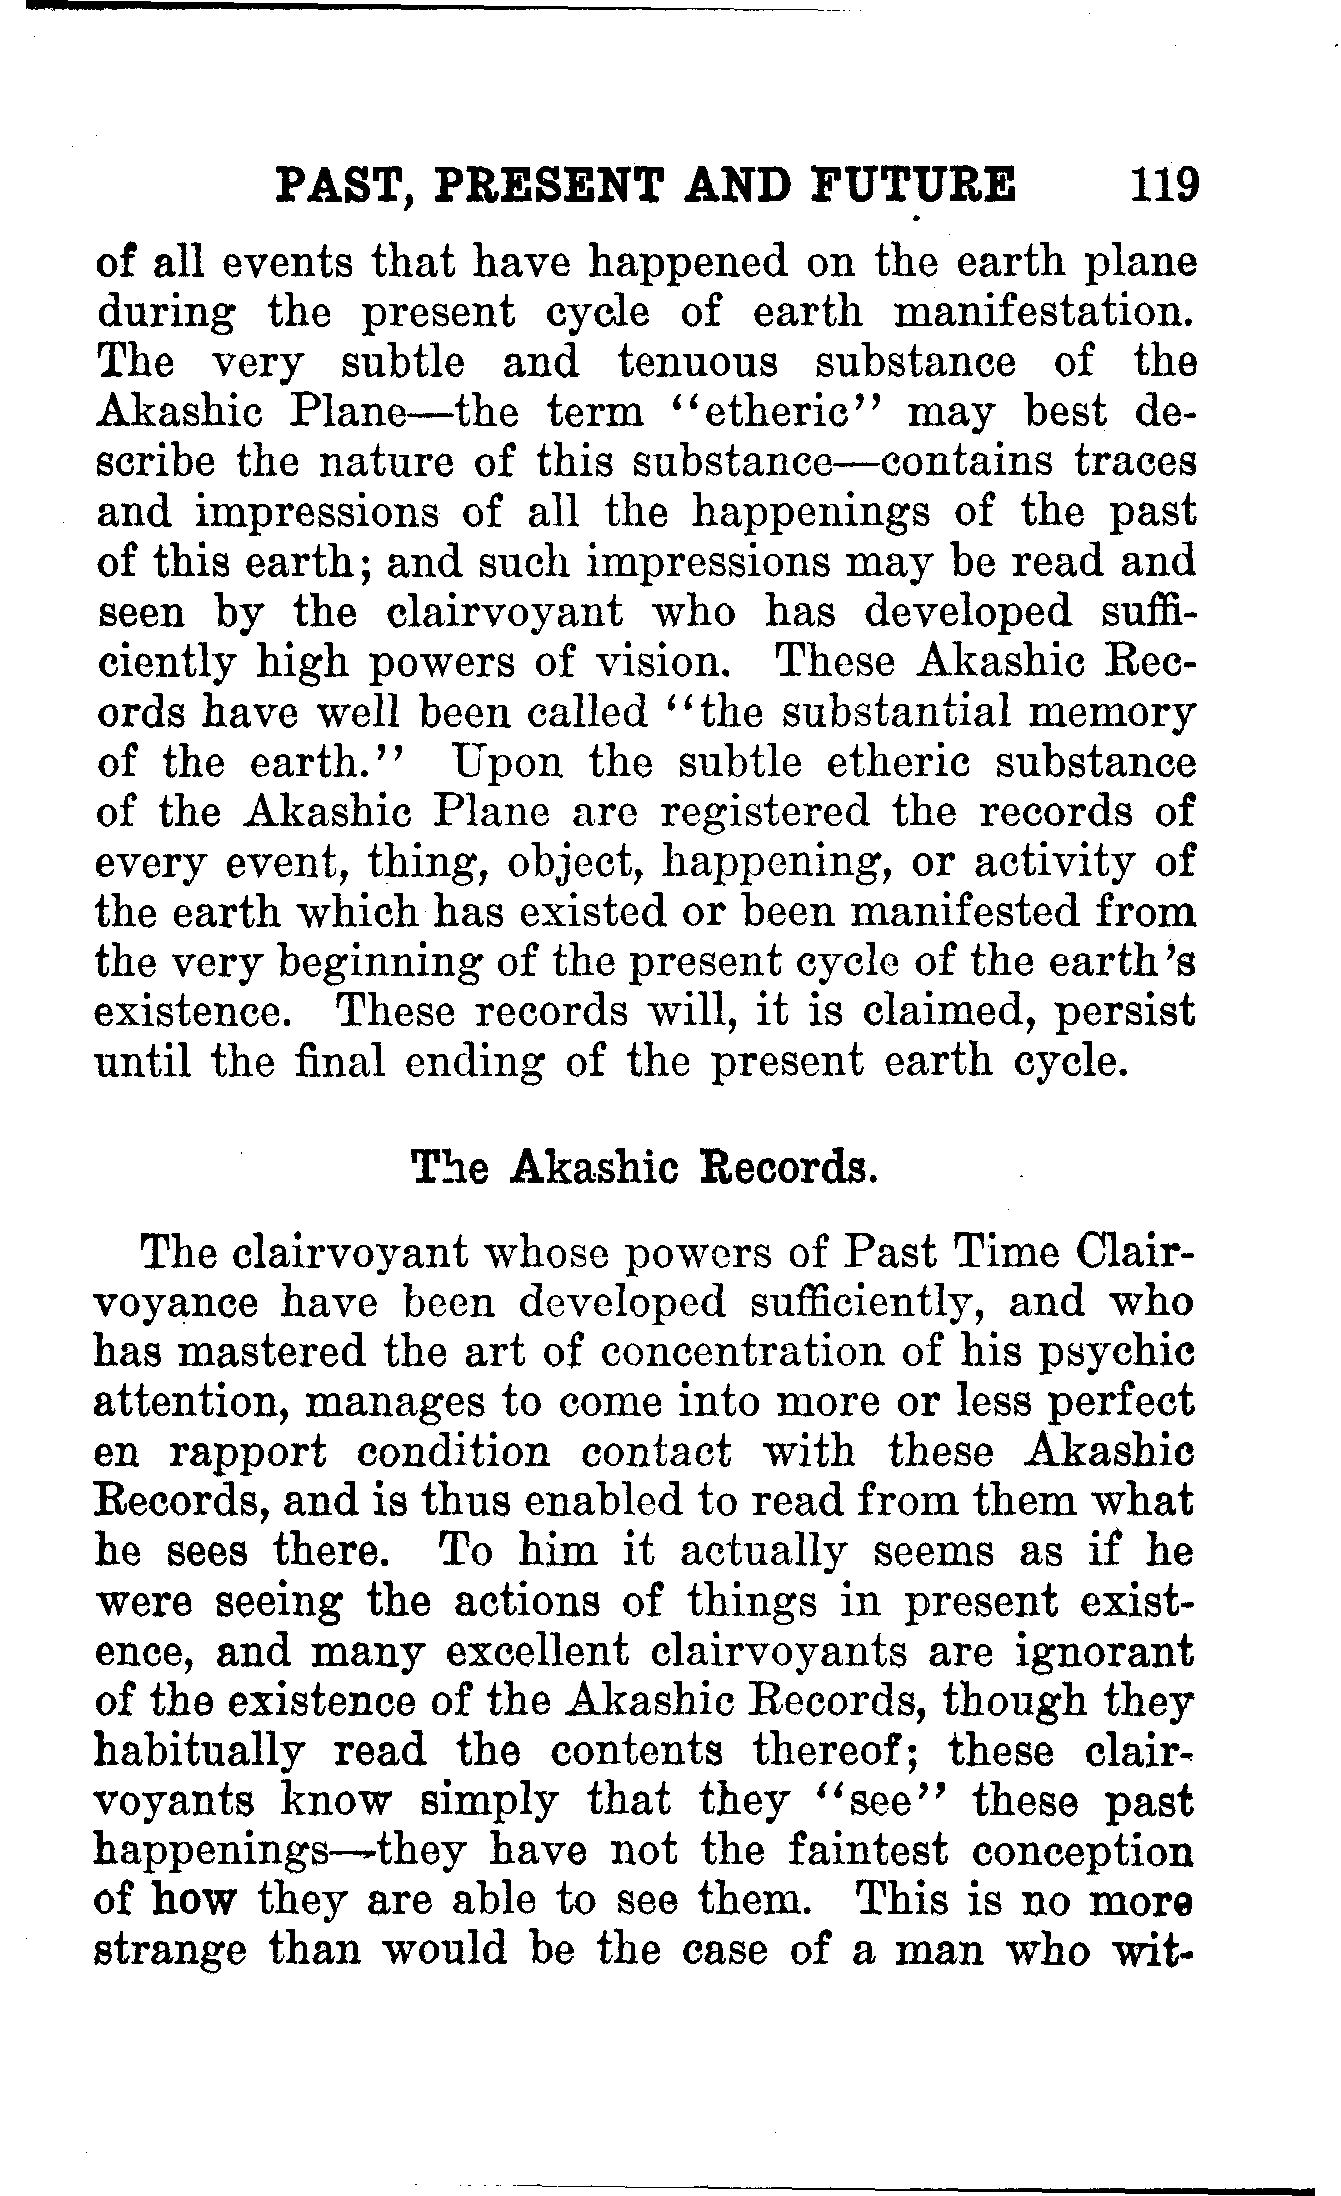 PAST, PRESENT AND FUTURE 119
of all events that have happened on the earth plane
during the present cycle of earth manifestation.
The very subtle and tenuous substance of the
Akashic Plane—the term "etheric" may best de-
scribe the nature of this substance—contains traces
and impressions of all the happenings of the past
of this earth; and such impressions may be read and
seen by the clairvoyant who has developed suffi-
ciently high powers of vision. These Akashic Rec-
ords have well been called "the substantial memory
of the earth." Upon the subtle etheric substance
of the Akashic Plane are registered the records of
every event, thing, object, happening, or activity of
the earth which has existed or been manifested from
the very beginning of the present cycle of the earth's
existence. These records will, it is claimed, persist
until the final ending of the present earth cycle.
The Akashic Records.
The clairvoyant whose powers of Past Time Clair-
voyance have been developed sufficiently, and who
has mastered the art of concentration of his psychic
attention, manages to come into more or less perfect
en rapport condition contact with these Akashic
Records, and is thus enabled to read from them what
he sees there. To him it actually seems as if he
were seeing the actions of things in present exist-
ence, and many excellent clairvoyants are ignorant
of the existence of the Akashic Records, though they
habitually read the contents thereof; these clair-
voyants know simply that they "see" these past
happenings—they have not the faintest conception
of how they are able to see them. This is no more
strange than would be the case of a man who wit-